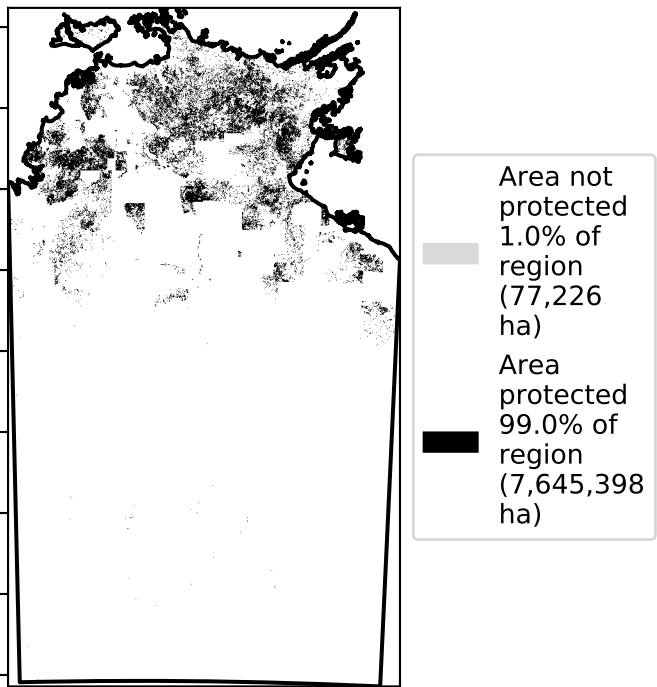 Area not
protected
1.0% of
region
(77,226
ha)
Area
protected
99.0% of
region
(7,645,398
ha)